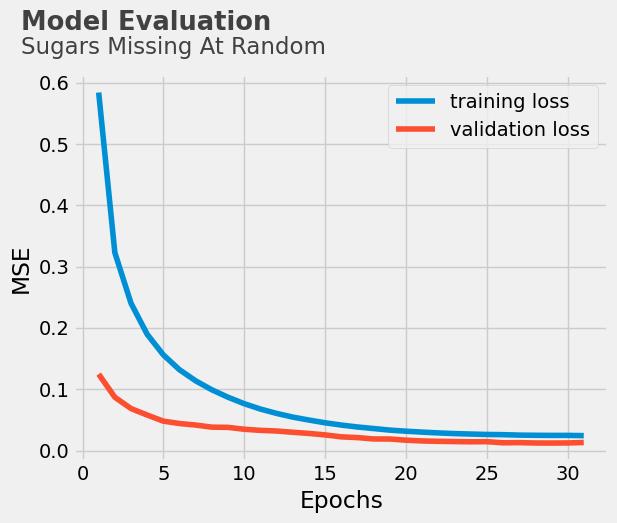 Model Evaluation
Sugars Missing At Random
0.6
0.5
0.4
0.3
0.2
0.1
0.0
MSE
training loss
validation loss
0 5 10 15 20 25 30
Epochs